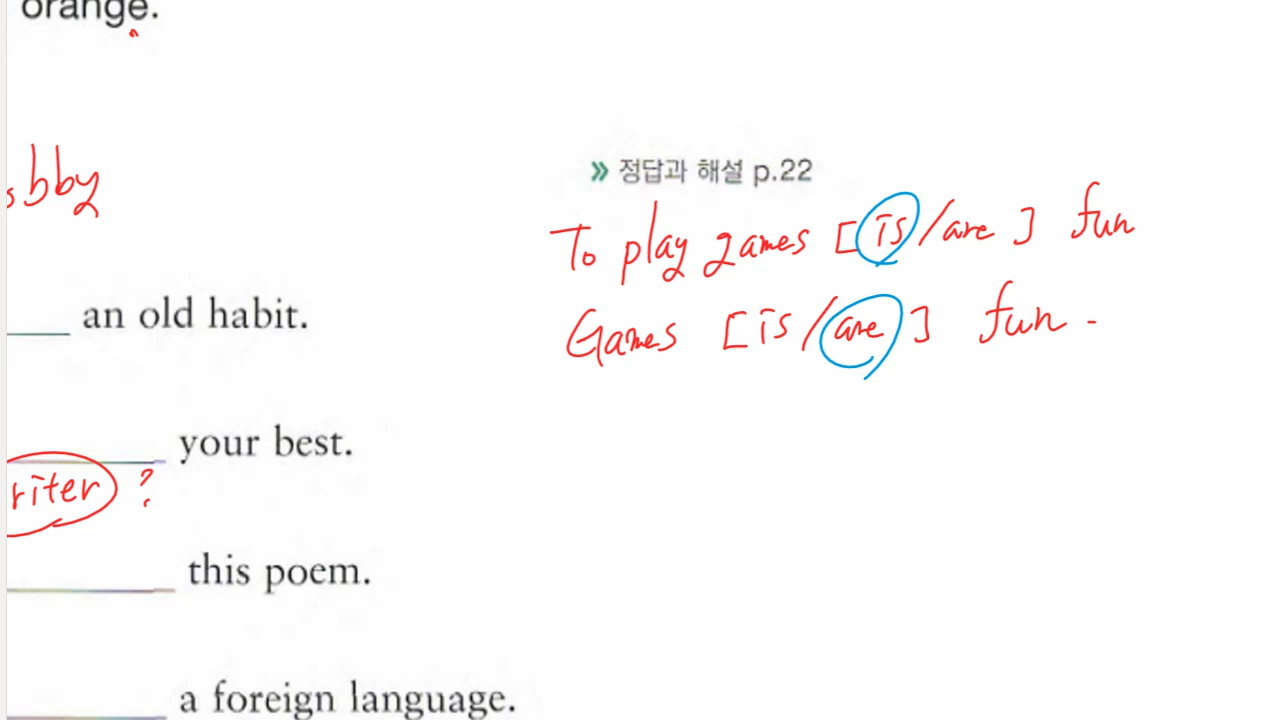 orange.
bby
» 정답과 해설 p.22
To play games [is/are] fun
Games [is/are] fun.
an old habit.
your best.
riter ?
this poem.
a foreign language.